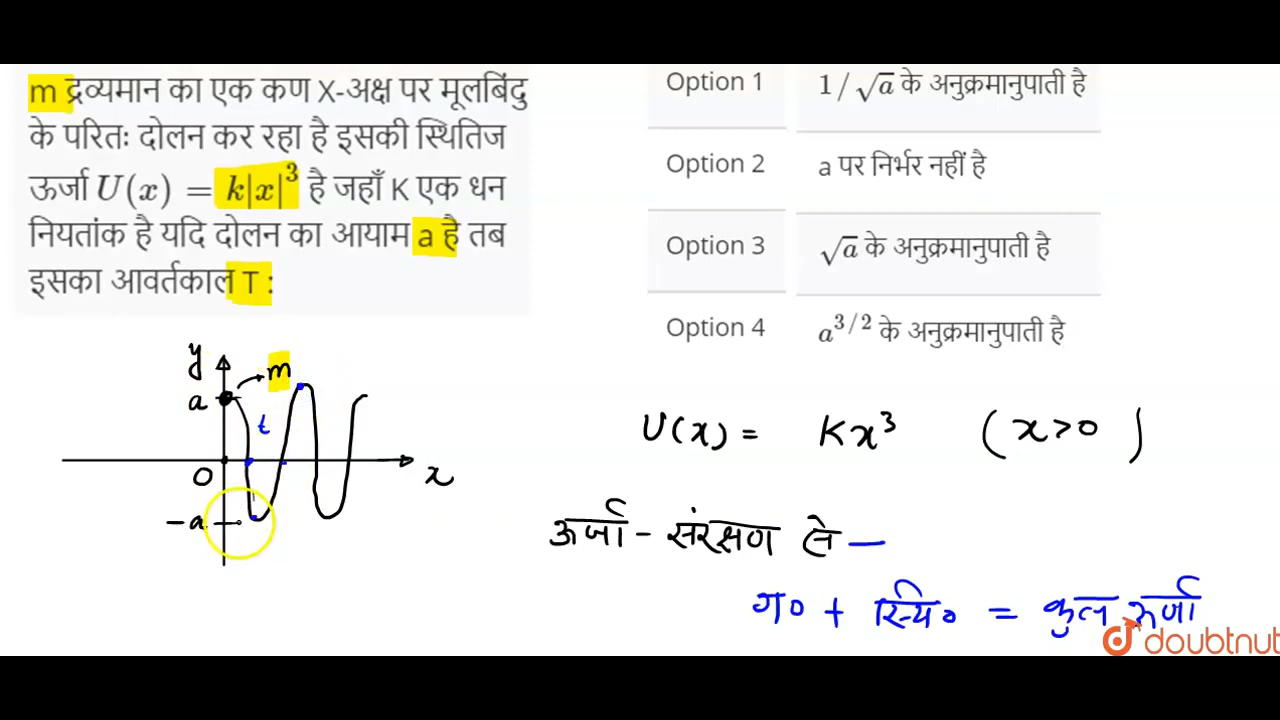 m द्रव्यमान का एक कण X-अक्ष पर मूलबिंदु
के परितः दोलन कर रहा है इसकी स्थितिज
ऊर्जा U(x) = k|x|³ है जहाँ K एक धन
नियतांक है यदि दोलन का आयाम a है तब
इसका आवर्तकाल T :
Option 1 1/√a के अनुक्रमानुपाती है
Option 2 a पर निर्भर नहीं है
Option 3 √a के अनुक्रमानुपाती है
Option 4 a^{3/2} के अनुक्रमानुपाती है
y
m
a
t
0
x
-a
U(x) = Kx³ (x>0)
ऊर्जा - संरक्षण से —
ग० + स्थि० = कुल ऊर्जा
doubtnut